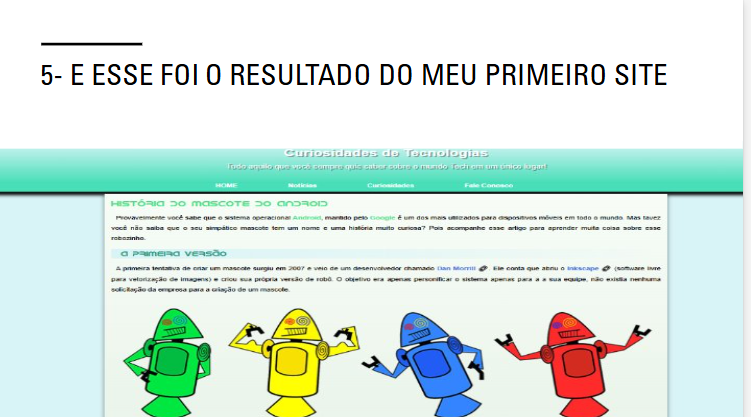 5- E ESSE FOI O RESULTADO DO MEU PRIMEIRO SITE
Curiosidades de Tecnologias
Tudo aquilo que você sempre quis saber sobre o mundo Tech em um único lugar!
HOME Notícias Curiosidades Fale Conosco
História do mascote do Android
Provavelmente você sabe que o sistema operacional Android, mantido pelo Google é um dos mais utilizados para dispositivos móveis em todo o mundo. Mas tavez
você não saiba que o seu simpático mascote tem um nome e uma história muito curiosa? Pois acompanhe esse artigo para aprender muita coisa sobre esse
robozinho.
A primeira versão
A primeira tentativa de criar um mascote surgiu em 2007 e veio de um desenvolvedor chamado Dan Morrill. Ele conta que abriu o Inkscape (software livre
para vetorização de imagens) e criou sua própria versão de robô. O objetivo era apenas personificar o sistema apenas para a a sua equipe, não existia nenhuma
solicitação da empresa para a criação de um mascote.